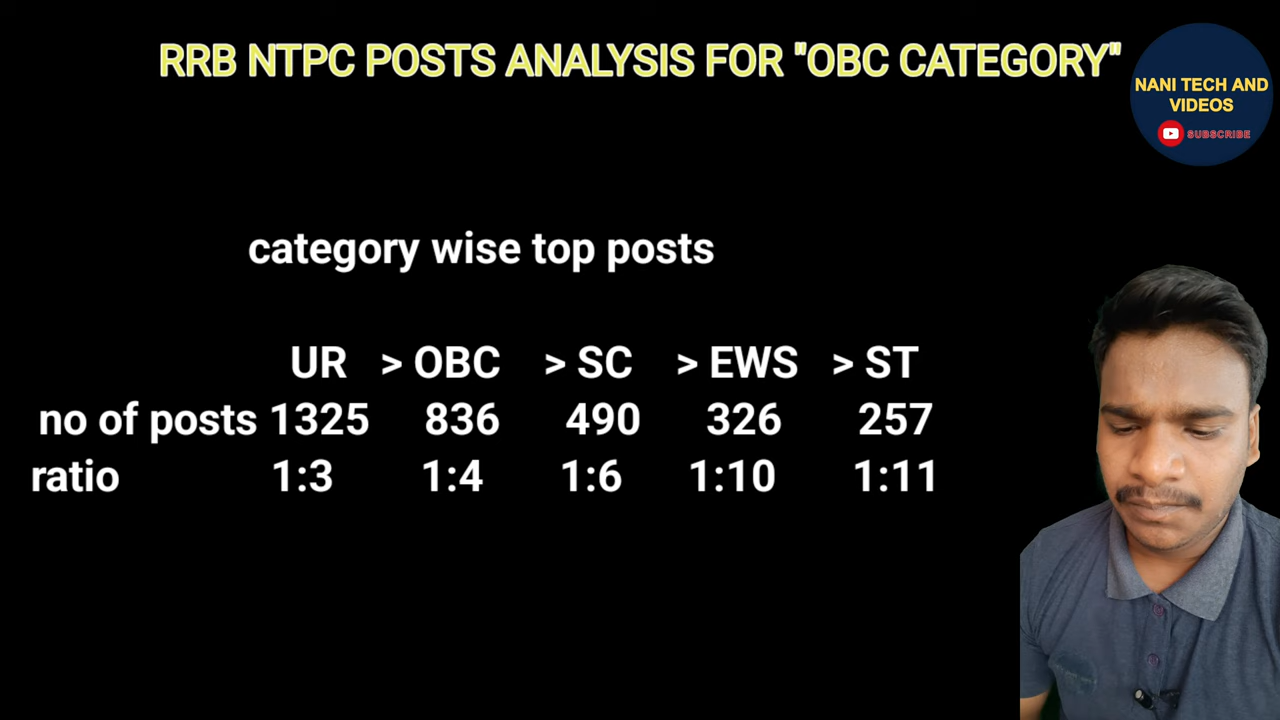 RRB NTPC POSTS ANALYSIS FOR "OBC CATEGORY"
NANI TECH AND
VIDEOS
SUBSCRIBE
category wise top posts
UR > OBC > SC > EWS > ST
no of posts 1325 836 490 326 257
ratio 1:3 1:4 1:6 1:10 1:11